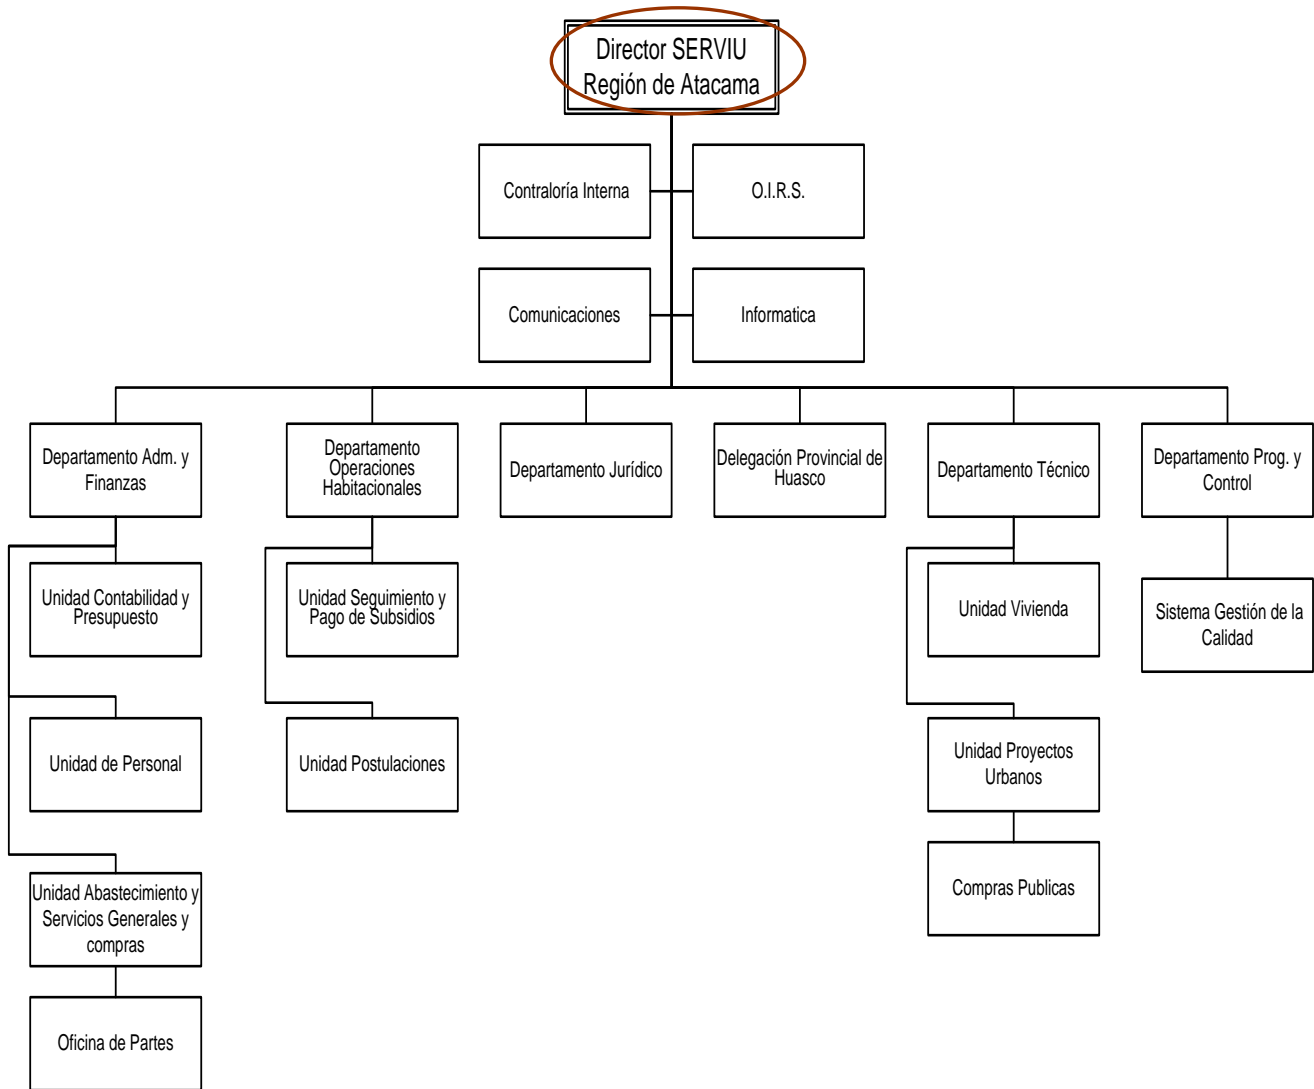 Director SERVIU
Región de Atacama
Contraloría Interna
O.I.R.S.
Comunicaciones
Informatica
Departamento Adm. y
Finanzas
Departamento
Operaciones
Habitacionales
Departamento Jurídico
Delegación Provincial de
Huasco
Departamento Técnico
Departamento Prog. y
Control
Unidad Contabilidad y
Presupuesto
Unidad Seguimiento y
Pago de Subsidios
Unidad Vivienda
Sistema Gestión de la
Calidad
Unidad de Personal
Unidad Postulaciones
Unidad Proyectos
Urbanos
Unidad Abastecimiento y
Servicios Generales y
compras
Compras Publicas
Oficina de Partes